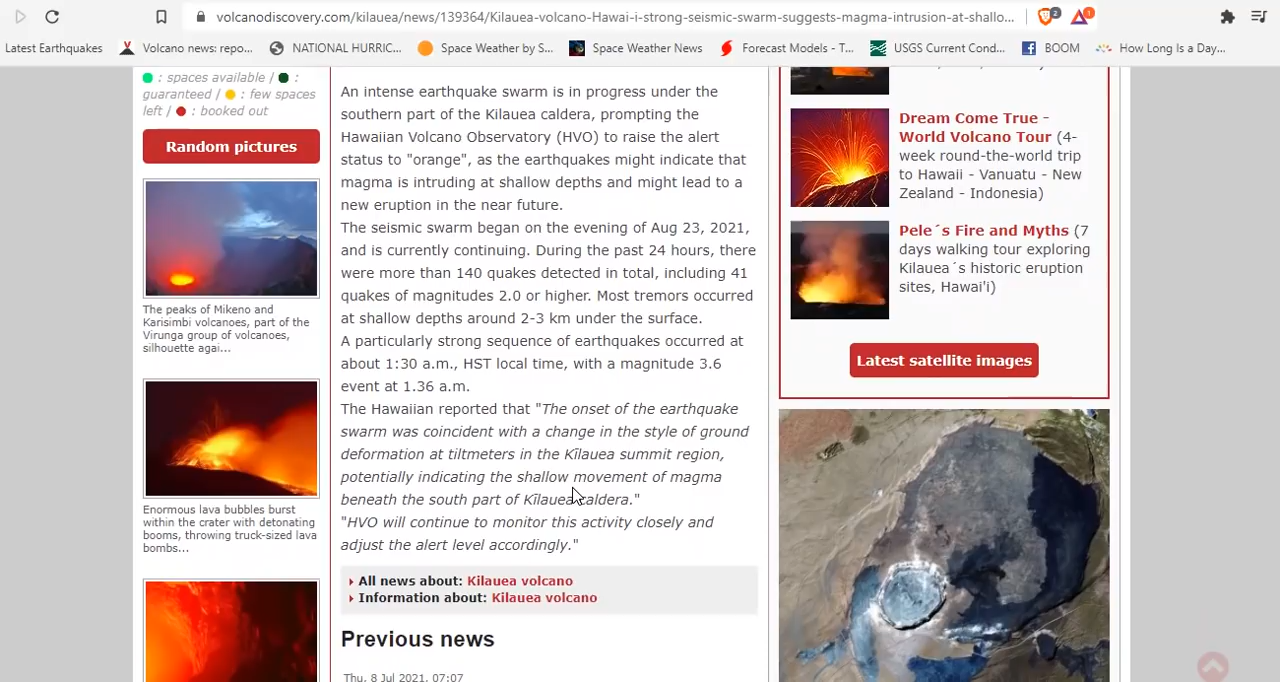 volcanodiscovery.com/kilauea/news/139364/Kilauea-volcano-Hawai-i-strong-seismic-swarm-suggests-magma-intrusion-at-shallo...
2
1
Latest Earthquakes
Volcano news: repo...
NATIONAL HURRIC...
Space Weather by S...
Space Weather News
Forecast Models - T...
USGS Current Cond...
BOOM
How Long Is a Day...
: spaces available / :
guaranteed / : few spaces
left / : booked out
Random pictures
The peaks of Mikeno and
Karisimbi volcanoes, part of the
Virunga group of volcanoes,
silhouette agai...
Enormous lava bubbles burst
within the crater with detonating
booms, throwing truck-sized lava
bombs...
An intense earthquake swarm is in progress under the
southern part of the Kilauea caldera, prompting the
Hawaiian Volcano Observatory (HVO) to raise the alert
status to "orange", as the earthquakes might indicate that
magma is intruding at shallow depths and might lead to a
new eruption in the near future.
The seismic swarm began on the evening of Aug 23, 2021,
and is currently continuing. During the past 24 hours, there
were more than 140 quakes detected in total, including 41
quakes of magnitudes 2.0 or higher. Most tremors occurred
at shallow depths around 2-3 km under the surface.
A particularly strong sequence of earthquakes occurred at
about 1:30 a.m., HST local time, with a magnitude 3.6
event at 1.36 a.m.
The Hawaiian reported that "The onset of the earthquake
swarm was coincident with a change in the style of ground
deformation at tiltmeters in the Kīlauea summit region,
potentially indicating the shallow movement of magma
beneath the south part of Kīlauea caldera."
"HVO will continue to monitor this activity closely and
adjust the alert level accordingly."
All news about: Kilauea volcano
Information about: Kilauea volcano
Previous news
Thu, 8 Jul 2021, 07:07
Dream Come True -
World Volcano Tour (4-
week round-the-world trip
to Hawaii - Vanuatu - New
Zealand - Indonesia)
Pele´s Fire and Myths (7
days walking tour exploring
Kilauea´s historic eruption
sites, Hawai'i)
Latest satellite images